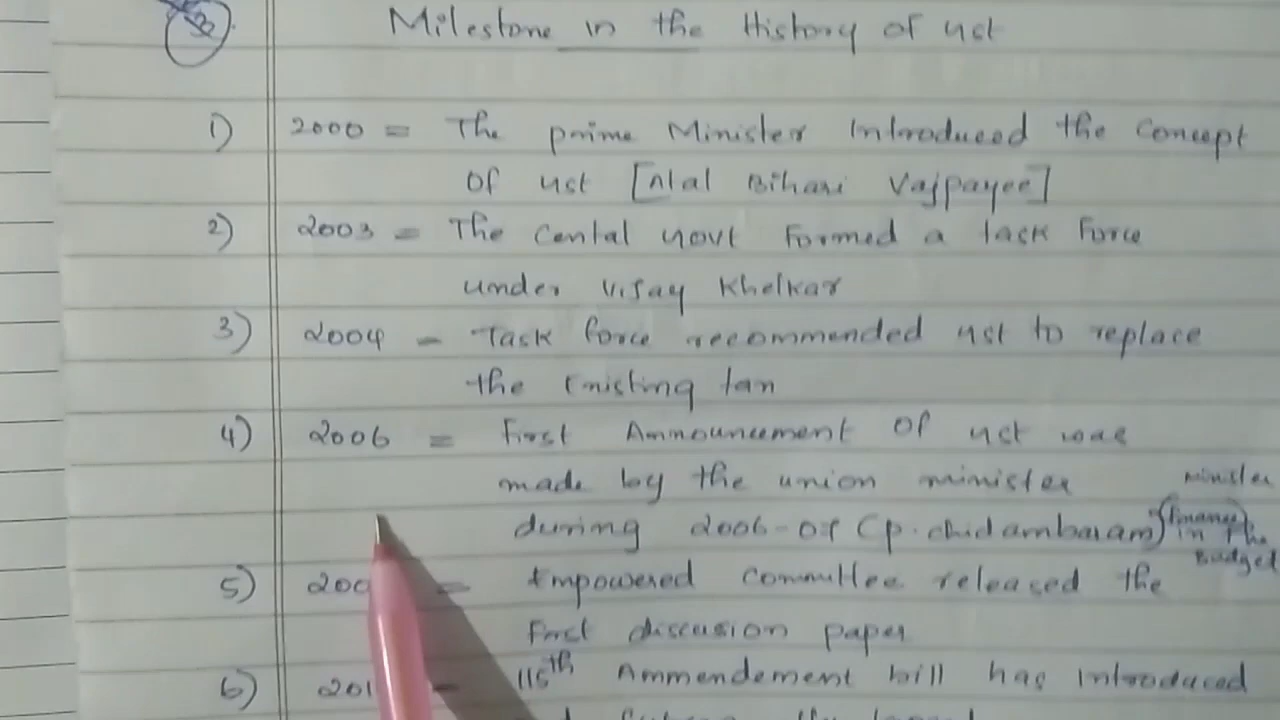 Milestone in the History of GST
1) 2000 = The prime Minister Introduced the Concept
of GST [Atal Bihari Vajpayee]
2) 2003 = The Cental Govt Formed a task Force
under Vijay Khelkar
3) 2004 - Task force recommended GST to replace
the Existing tax
4) 2006 = First Announcement of GST was
made by the union minister minister
during 2006-07 (p.chidambaram) (Finance) in the
Budget
5) 200 = Empowered Committee released the
First discusion paper
6) 201 - 115th Ammendement bill has introduced